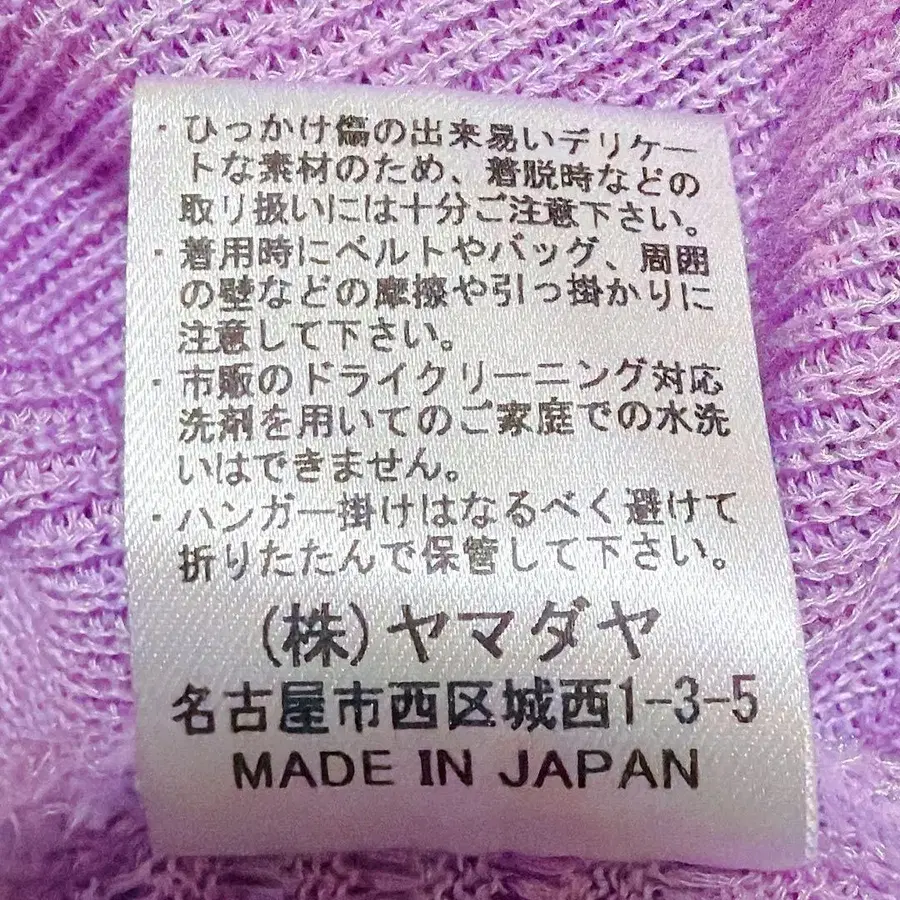 ・ひっかけ傷の出来易いデリケー
トな素材のため、着脱時などの
取り扱いには十分ご注意下さい。
・着用時にベルトやバッグ、周囲
の壁などの摩擦や引っ掛かりに
注意して下さい。
・市販のドライクリーニング対応
洗剤を用いてのご家庭での水洗
いはできません。
・ハンガー掛けはなるべく避けて
折りたたんで保管して下さい。
(株)ヤマダヤ
名古屋市西区城西1-3-5
MADE IN JAPAN